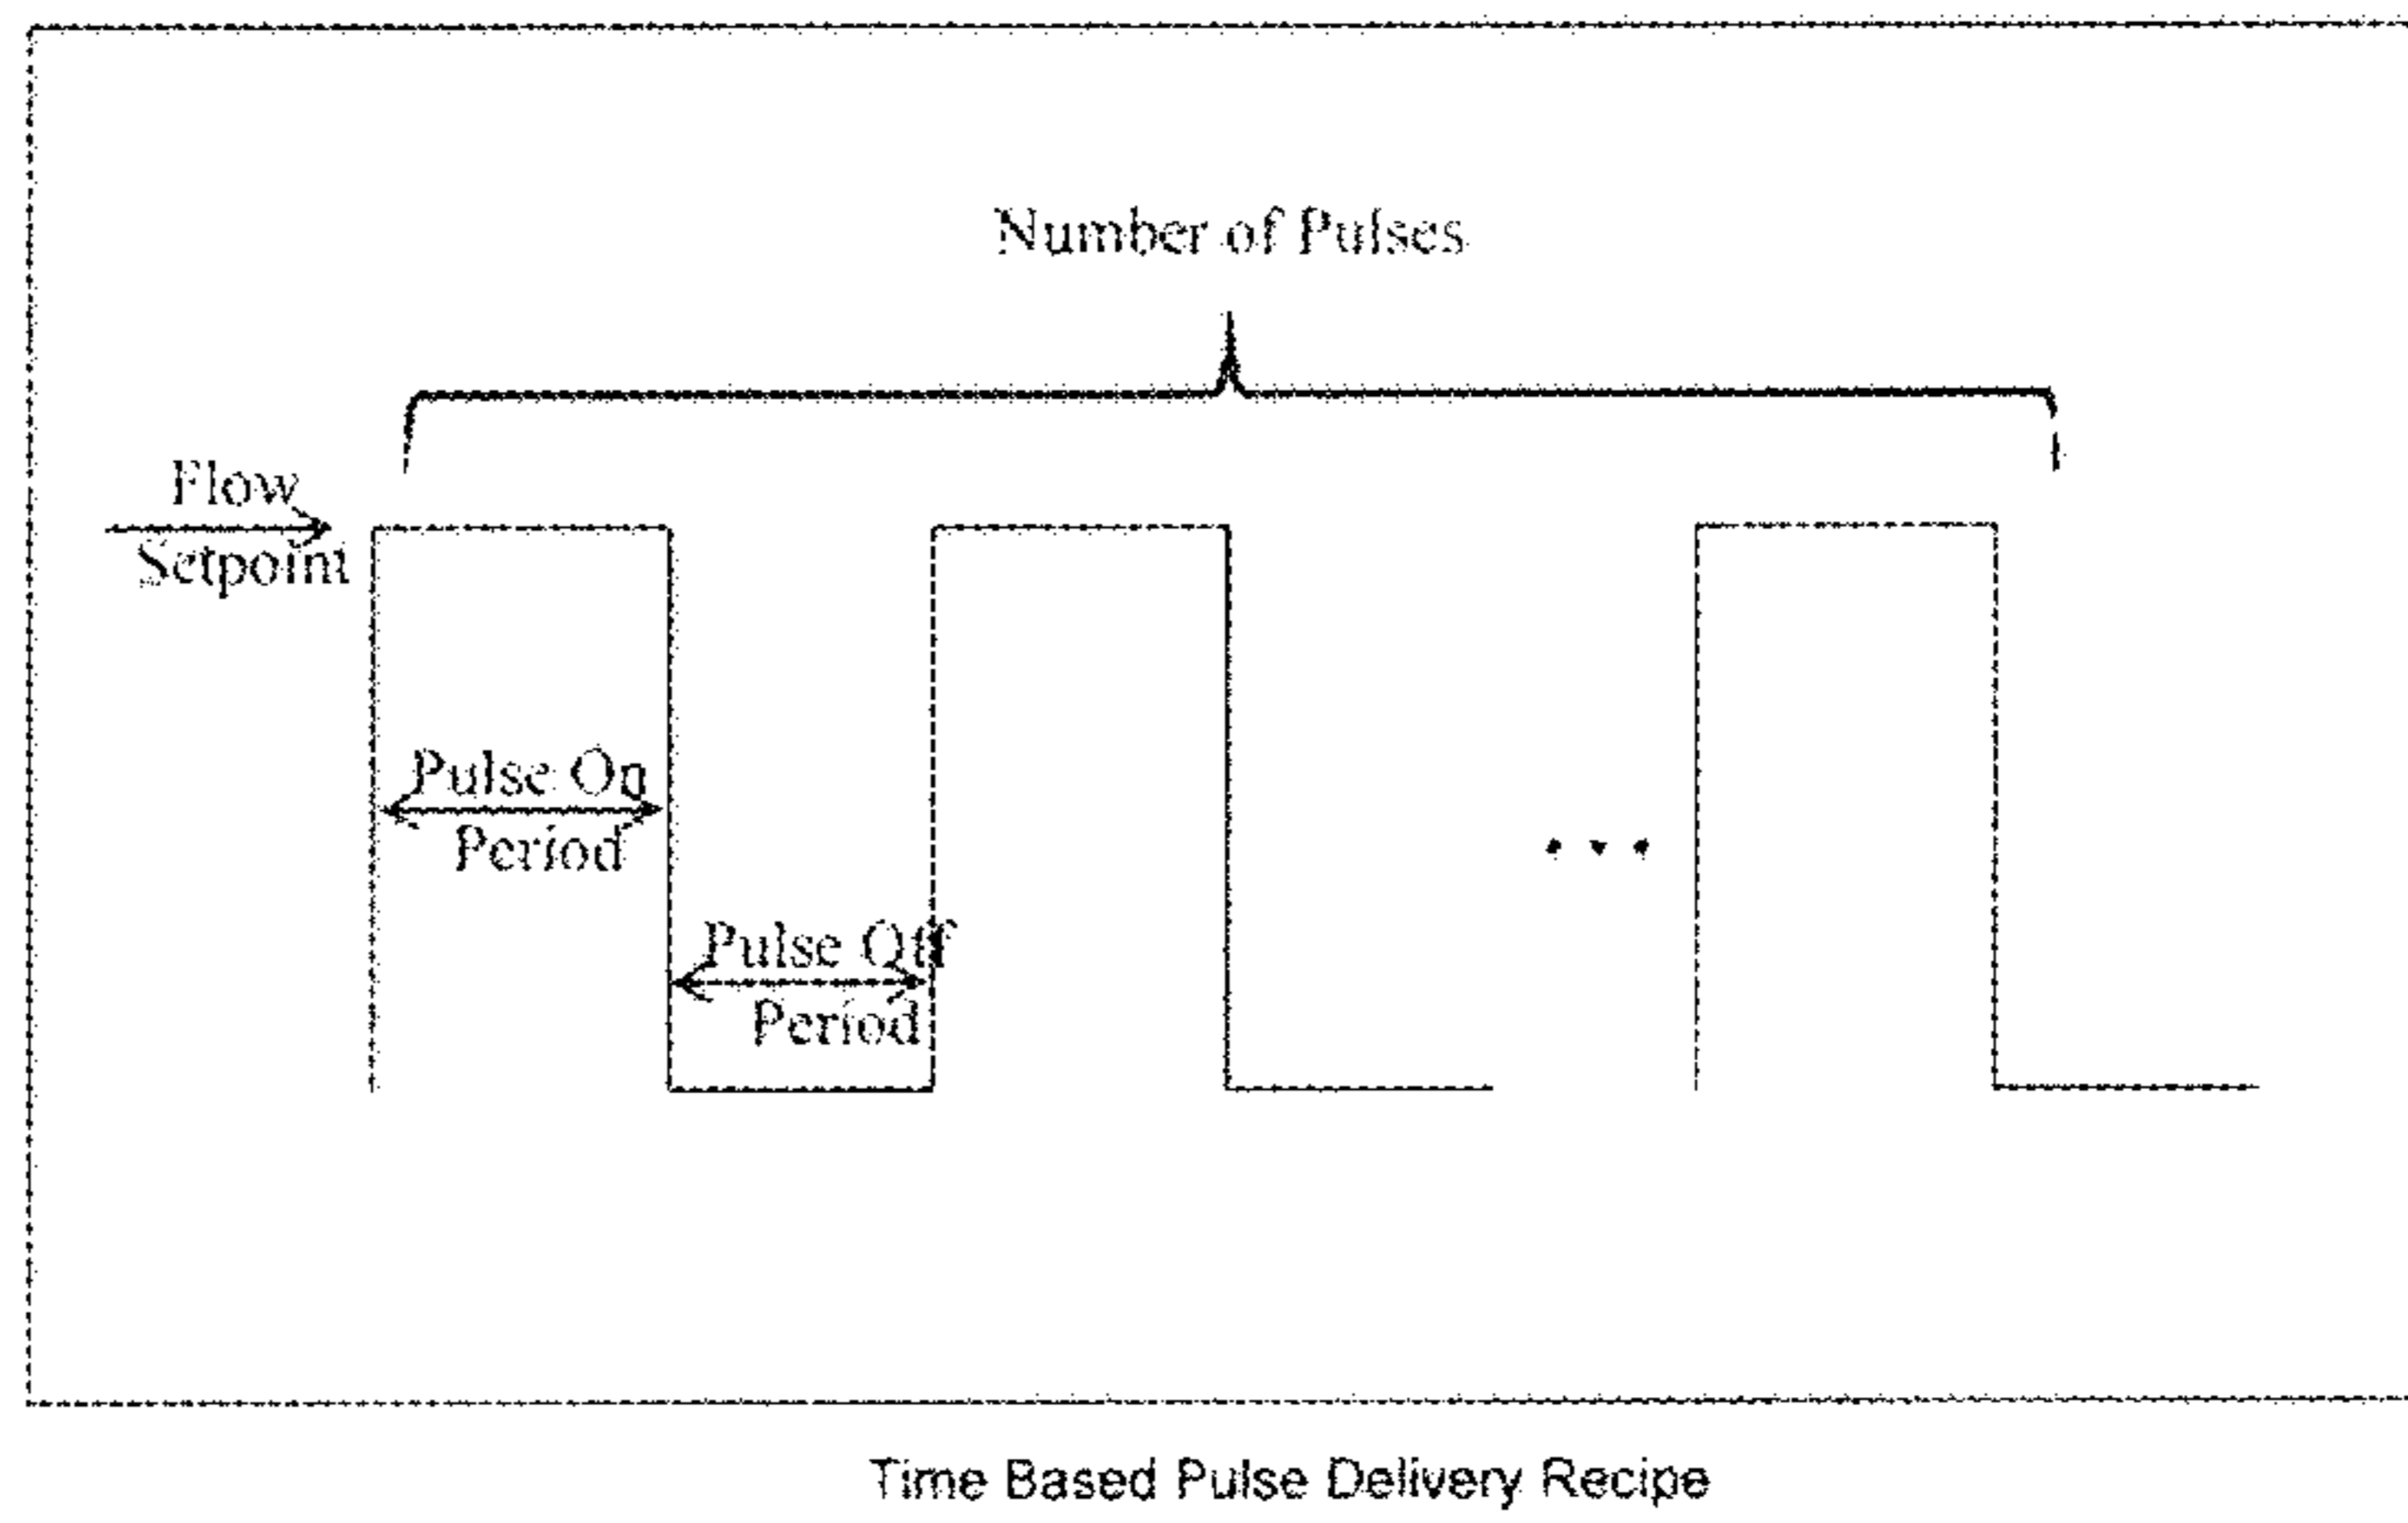 Number of Pulses
Flow
Setpoint
Pulse On
Period
Pulse Off
Period
Time Based Pulse Delivery Recipe